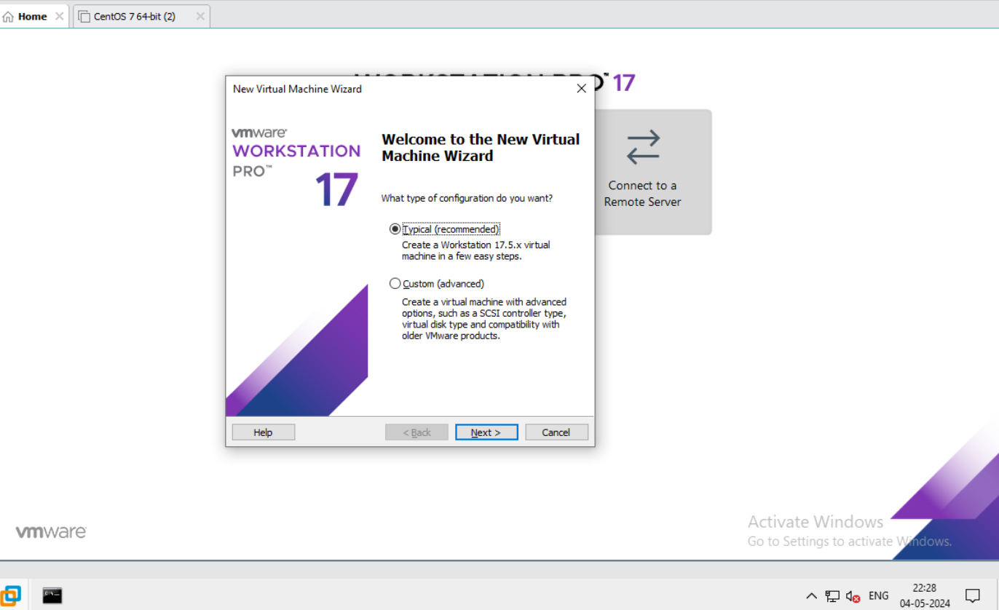 Home
CentOS 7 64-bit (2)
WORKSTATION PRO™ 17
New Virtual Machine Wizard
vmware®
WORKSTATION
PRO™
17
Welcome to the New Virtual
Machine Wizard
What type of configuration do you want?
Typical (recommended)
Create a Workstation 17.5.x virtual
machine in a few easy steps.
Custom (advanced)
Create a virtual machine with advanced
options, such as a SCSI controller type,
virtual disk type and compatibility with
older VMware products.
Help
< Back
Next >
Cancel
Connect to a
Remote Server
vmware®
Activate Windows
Go to Settings to activate Windows.
ENG
22:28
04-05-2024